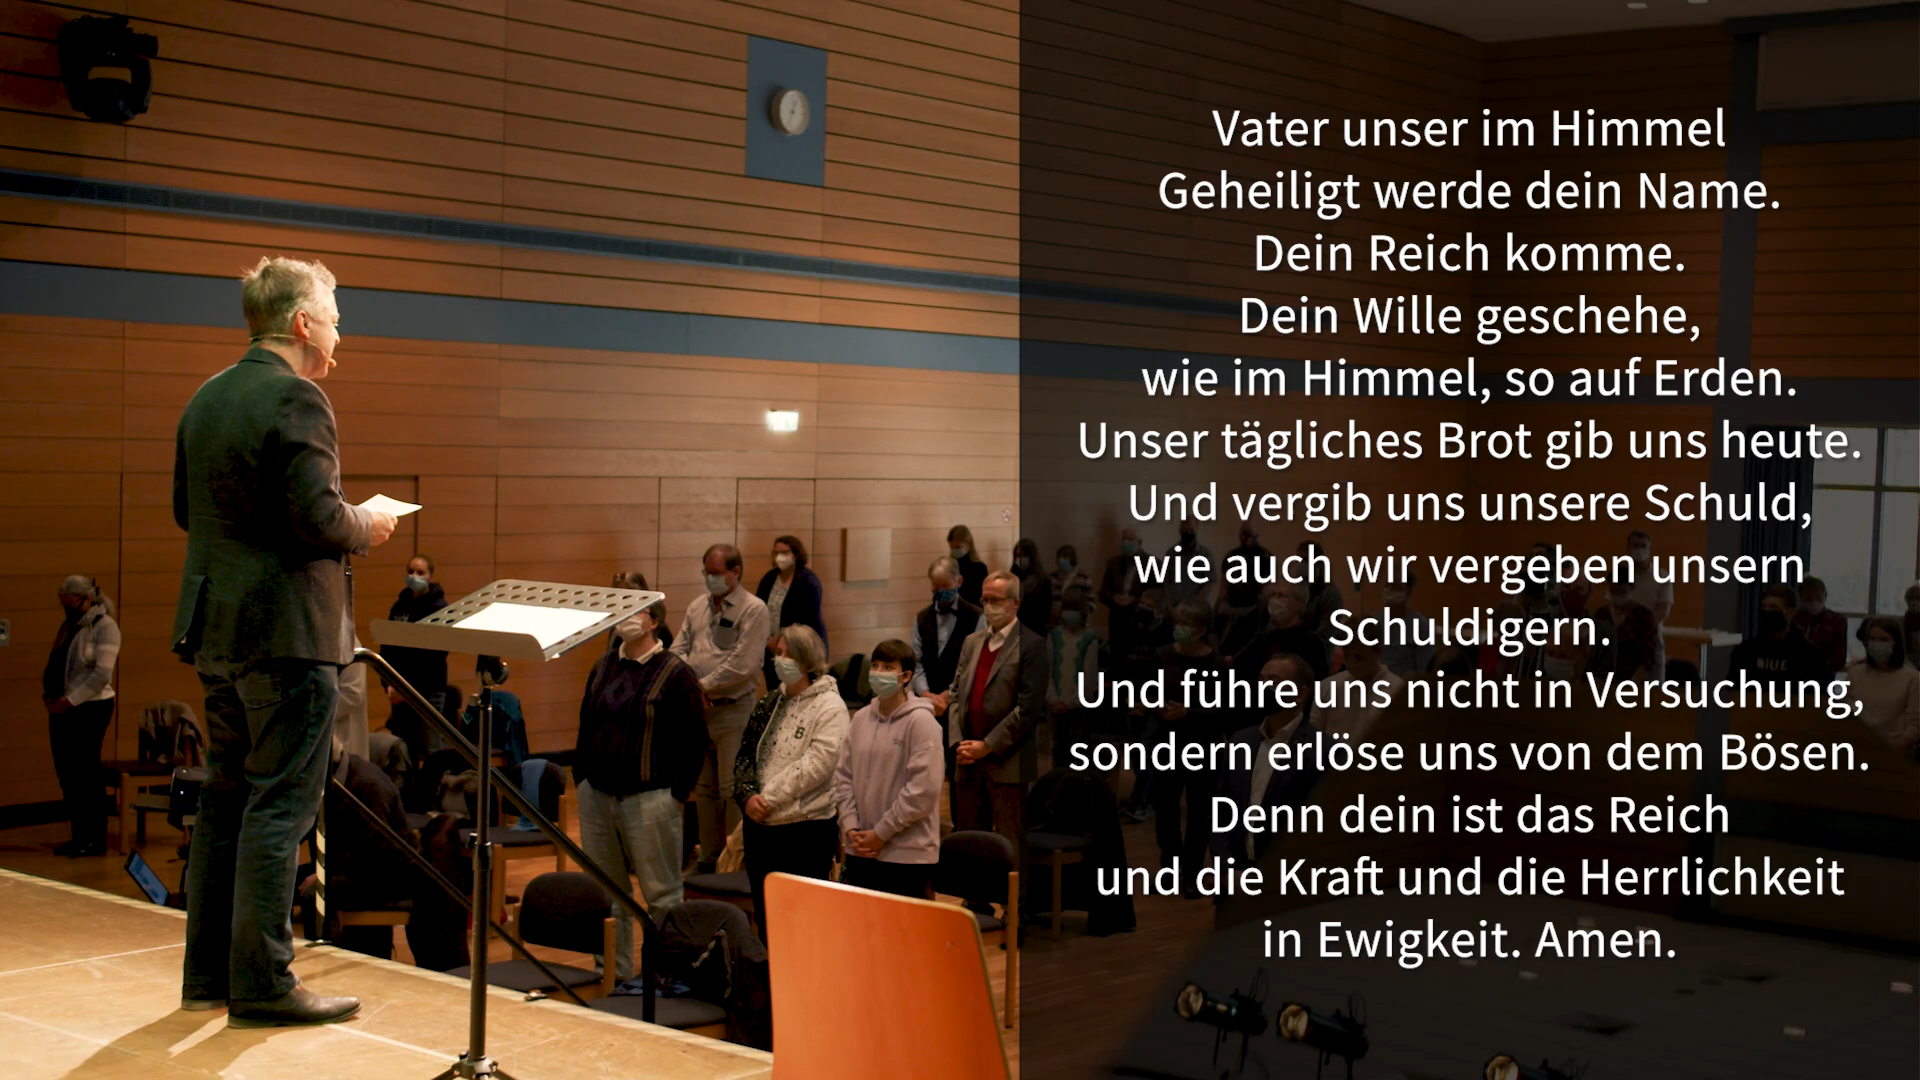 Vater unser im Himmel
Geheiligt werde dein Name.
Dein Reich komme.
Dein Wille geschehe,
wie im Himmel, so auf Erden.
Unser tägliches Brot gib uns heute.
Und vergib uns unsere Schuld,
wie auch wir vergeben unsern
Schuldigern.
Und führe uns nicht in Versuchung,
sondern erlöse uns von dem Bösen.
Denn dein ist das Reich
und die Kraft und die Herrlichkeit
in Ewigkeit. Amen.
B